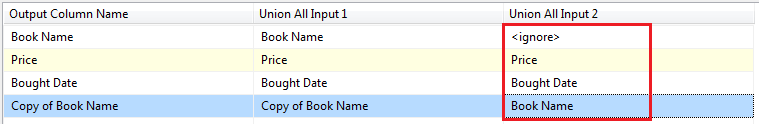 Output Column Name Union All Input 1 Union All Input 2
Book Name Book Name <ignore>
Price Price Price
Bought Date Bought Date Bought Date
Copy of Book Name Copy of Book Name Book Name